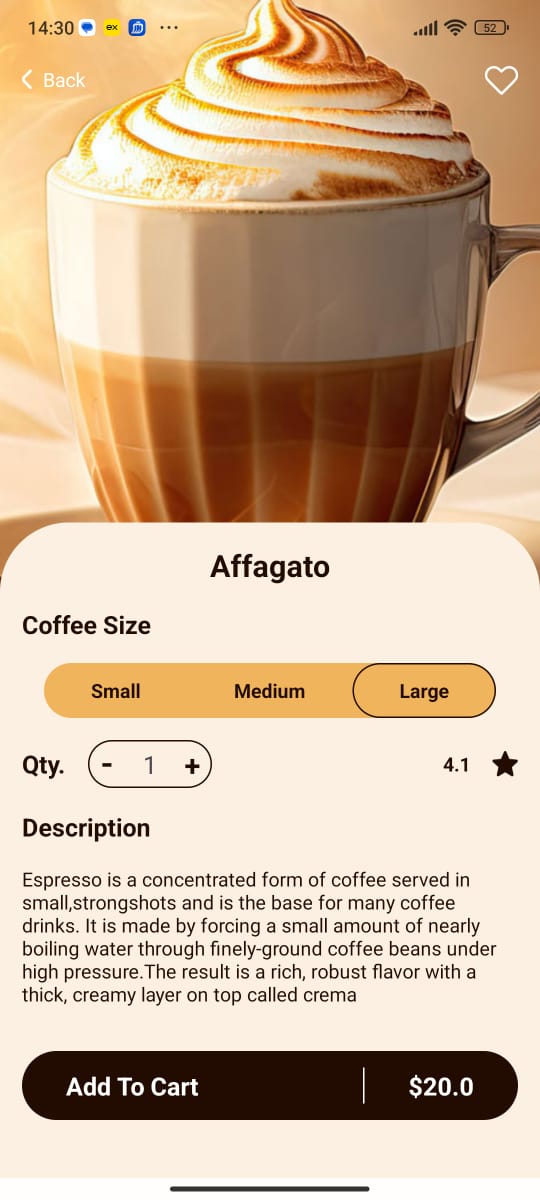 14:30 ex ... 52
Back
Affagato
Coffee Size
Small Medium Large
Qty. - 1 + 4.1
Description
Espresso is a concentrated form of coffee served in
small,strongshots and is the base for many coffee
drinks. It is made by forcing a small amount of nearly
boiling water through finely-ground coffee beans under
high pressure.The result is a rich, robust flavor with a
thick, creamy layer on top called crema
Add To Cart $20.0